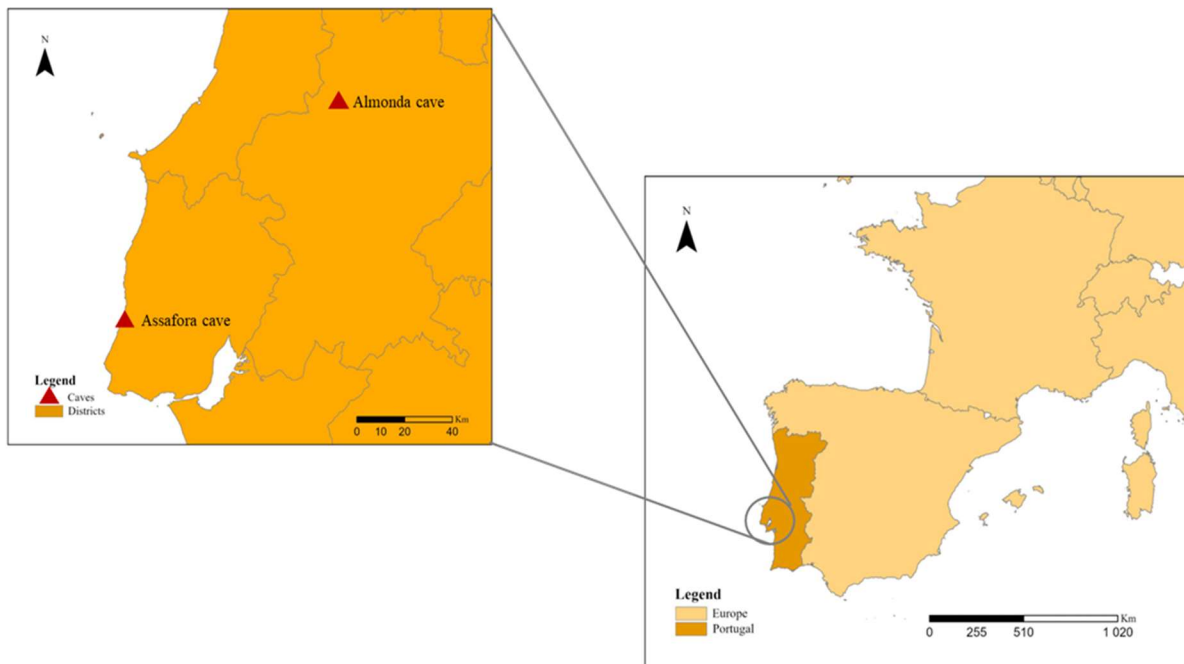 N
Almonda cave
Assafora cave
Legend
Caves
Districts
Km
0 10 20 40
N
Legend
Europe
Portugal
Km
0 255 510 1 020